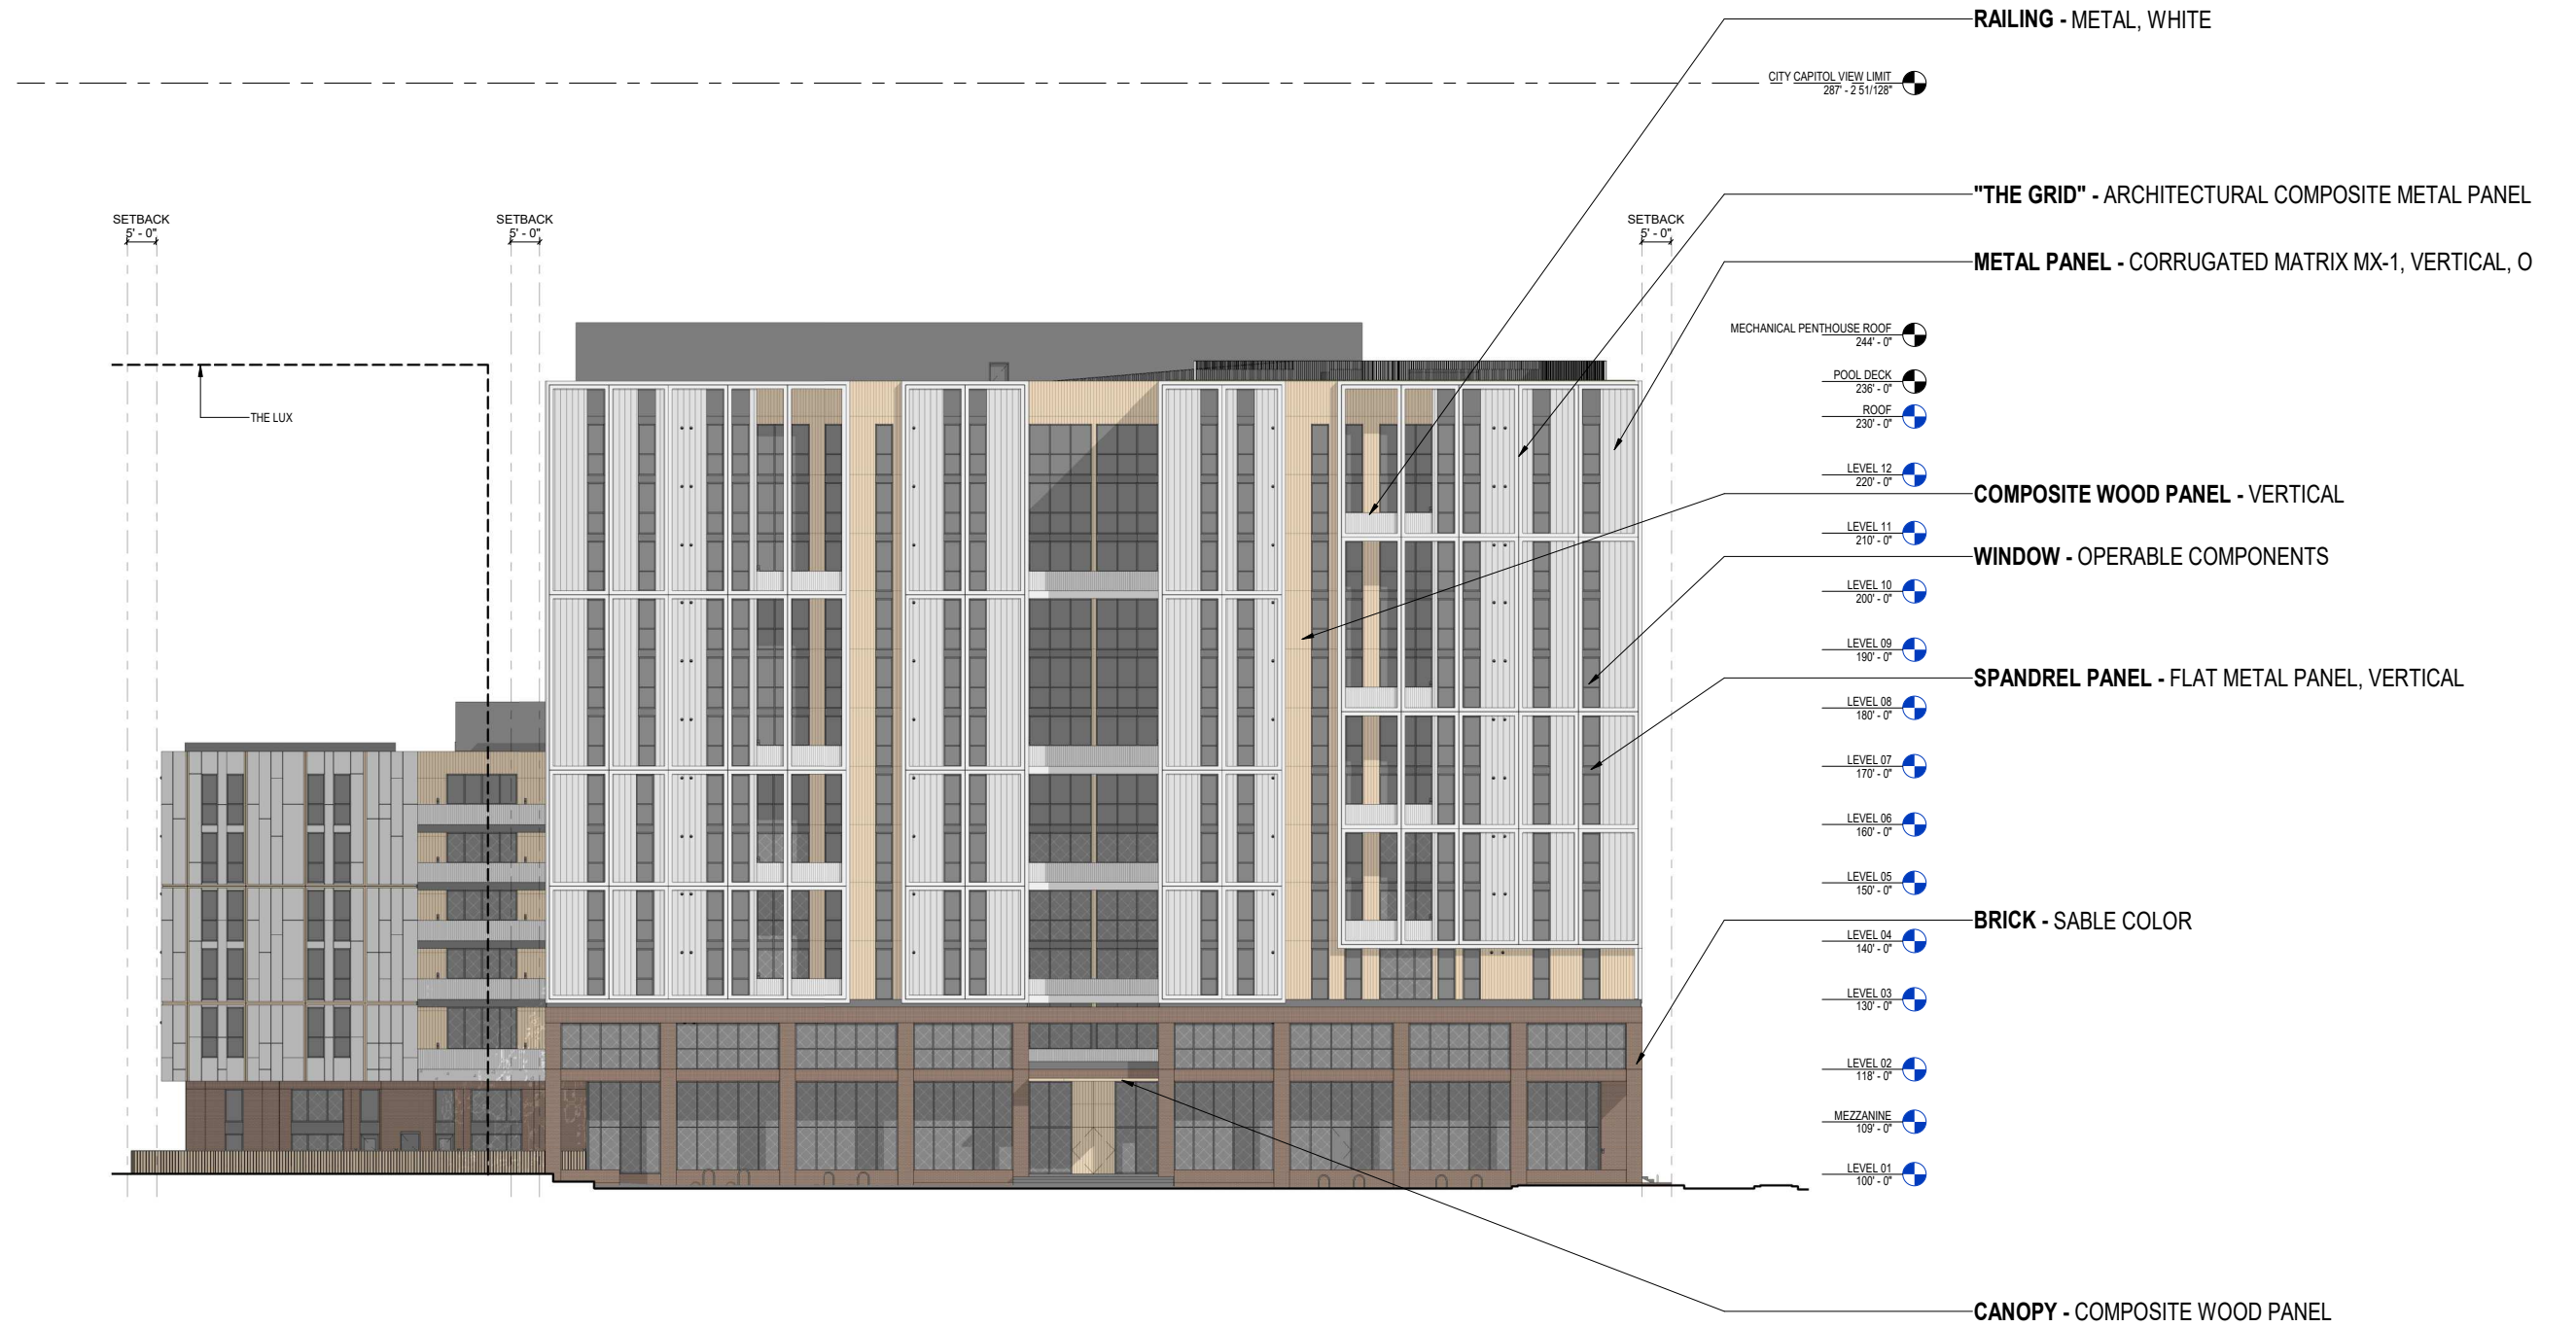 RAILING - METAL, WHITE
CITY CAPITOL VIEW LIMIT
287' - 2 51/128"
"THE GRID" - ARCHITECTURAL COMPOSITE METAL PANEL
SETBACK
5' - 0"
SETBACK
5' - 0"
SETBACK
5' - 0"
METAL PANEL - CORRUGATED MATRIX MX-1, VERTICAL, O
MECHANICAL PENTHOUSE ROOF
244' - 0"
POOL DECK
236' - 0"
THE LUX
ROOF
230' - 0"
LEVEL 12
220' - 0"
COMPOSITE WOOD PANEL - VERTICAL
LEVEL 11
210' - 0"
WINDOW - OPERABLE COMPONENTS
LEVEL 10
200' - 0"
LEVEL 09
190' - 0"
SPANDREL PANEL - FLAT METAL PANEL, VERTICAL
LEVEL 08
180' - 0"
LEVEL 07
170' - 0"
LEVEL 06
160' - 0"
LEVEL 05
150' - 0"
BRICK - SABLE COLOR
LEVEL 04
140' - 0"
LEVEL 03
130' - 0"
LEVEL 02
118' - 0"
MEZZANINE
109' - 0"
LEVEL 01
100' - 0"
CANOPY - COMPOSITE WOOD PANEL